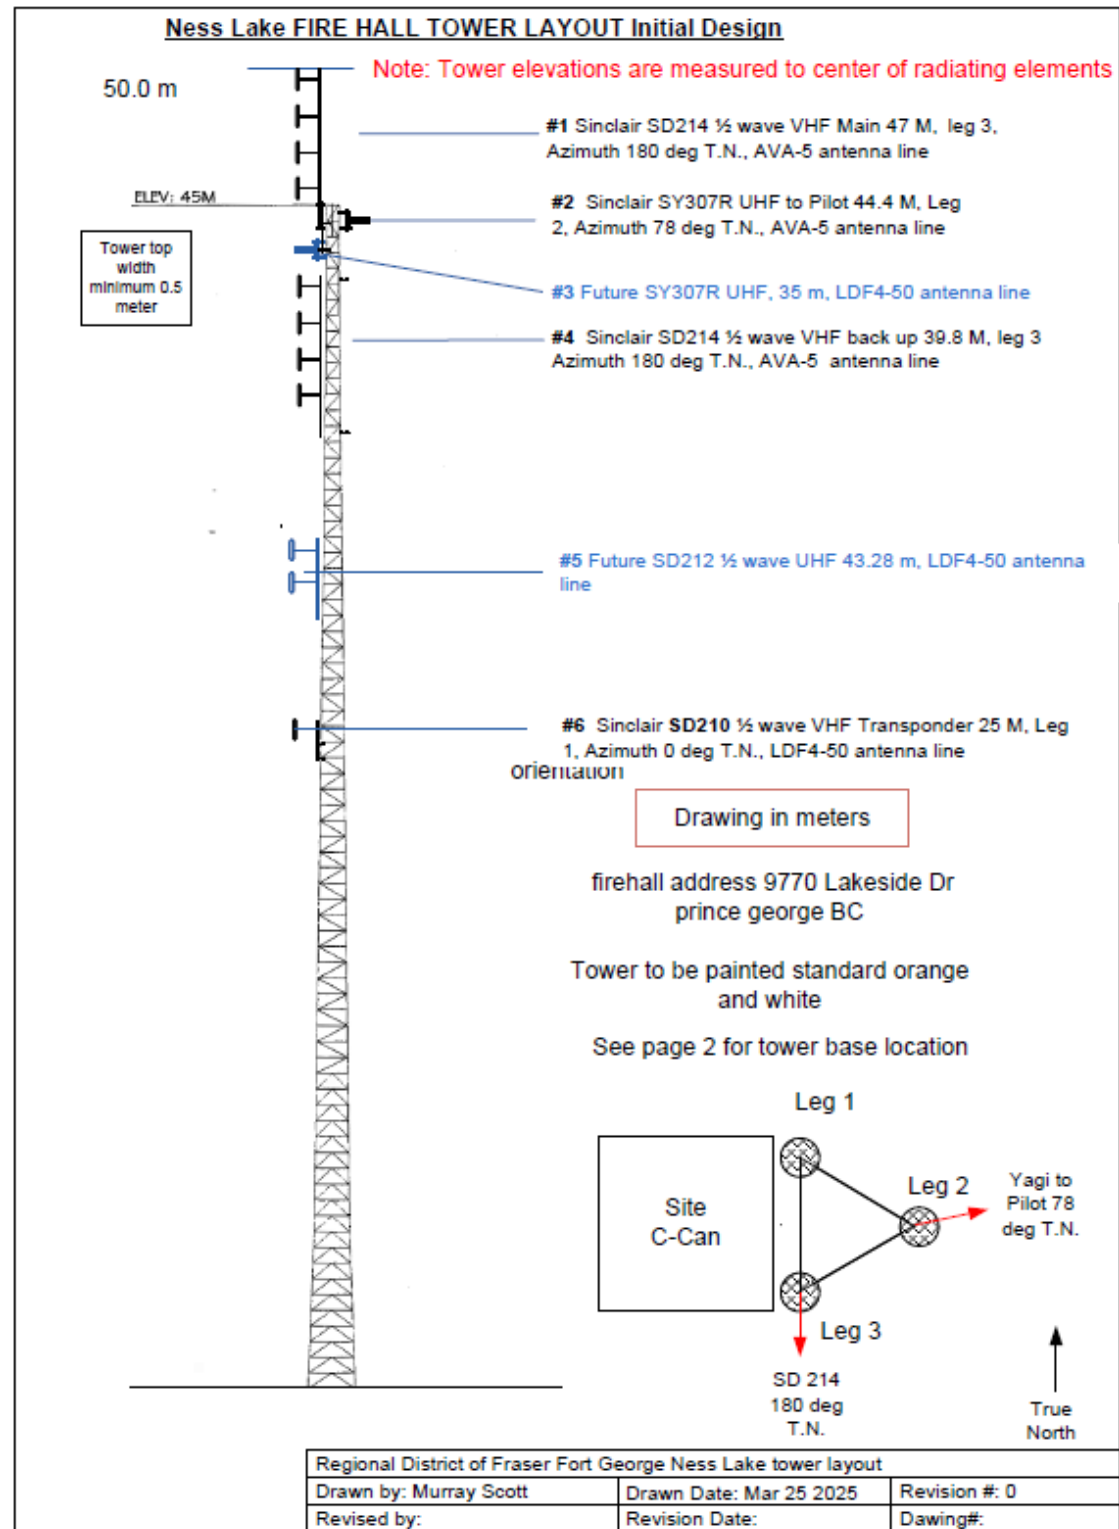 Ness Lake FIRE HALL TOWER LAYOUT Initial Design
Note: Tower elevations are measured to center of radiating elements
50.0 m
#1 Sinclair SD214 ½ wave VHF Main 47 M, leg 3,
Azimuth 180 deg T.N., AVA-5 antenna line
ELEV: 45M
#2 Sinclair SY307R UHF to Pilot 44.4 M, Leg
2, Azimuth 78 deg T.N., AVA-5 antenna line
Tower top
width
minimum 0.5
meter
#3 Future SY307R UHF, 35 m, LDF4-50 antenna line
#4 Sinclair SD214 ½ wave VHF back up 39.8 M, leg 3
Azimuth 180 deg T.N., AVA-5 antenna line
#5 Future SD212 ½ wave UHF 43.28 m, LDF4-50 antenna
line
#6 Sinclair SD210 ½ wave VHF Transponder 25 M, Leg
1, Azimuth 0 deg T.N., LDF4-50 antenna line
orientation
Drawing in meters
firehall address 9770 Lakeside Dr
prince george BC
Tower to be painted standard orange
and white
See page 2 for tower base location
Leg 1
Site
C-Can
Leg 2
Yagi to
Pilot 78
deg T.N.
Leg 3
SD 214
180 deg
T.N.
True
North
Regional District of Fraser Fort George Ness Lake tower layout
Drawn by: Murray Scott
Drawn Date: Mar 25 2025
Revision #: 0
Revised by:
Revision Date:
Dawing#: